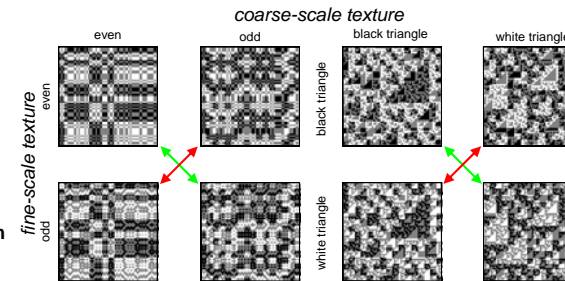 coarse-scale texture
even odd black triangle white triangle
fine-scale texture
even
black triangle
odd
white triangle
n